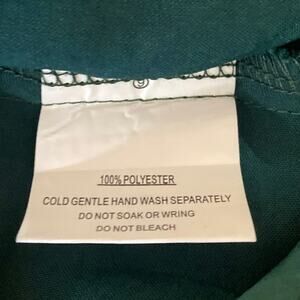 100% POLYESTER
COLD GENTLE HAND WASH SEPARATELY
DO NOT SOAK OR WRING
DO NOT BLEACH